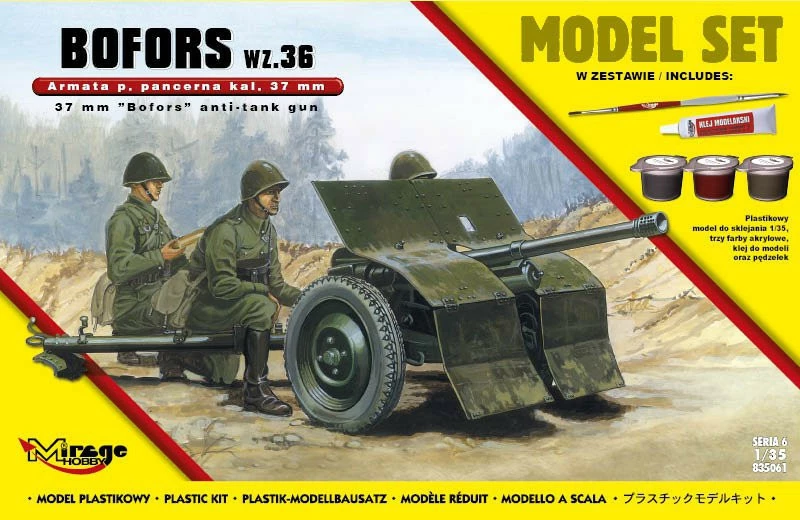 BOFORS wz.36
Armata p. pancerna kal. 37 mm
37 mm "Bofors" anti-tank gun
MODEL SET
W ZESTAWIE / INCLUDES:
KLEJ MODELARSKI
Plastikowy
model do sklejania 1/35,
trzy farby akrylowe,
klej do modeli
oraz pędzelek
Mirage
HOBBY
SERIA 6
1/35
835061
· MODEL PLASTIKOWY · PLASTIC KIT · PLASTIK-MODELLBAUSATZ · MODÈLE RÉDUIT · MODELLO A SCALA · プラスチックモデルキット ·